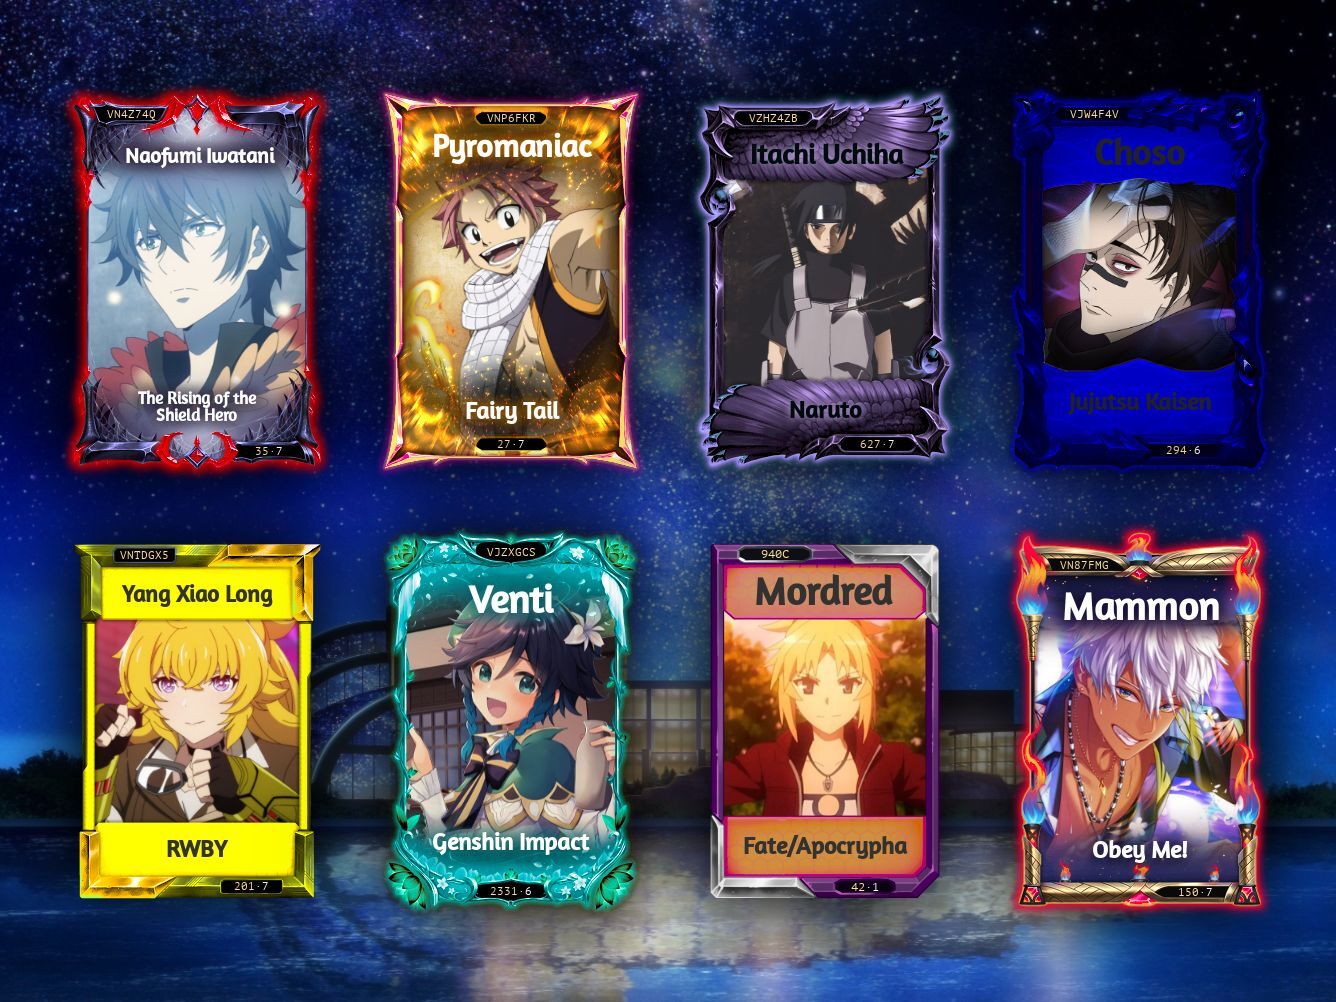 VN4Z74Q
Naofumi Iwatani
The Rising of the
Shield Hero
35·7
VNP6FKR
Pyromaniac
Fairy Tail
27·7
VZHZ4ZB
Itachi Uchiha
Naruto
627·7
VJW4F4V
Choso
Jujutsu Kaisen
294·6
VNTDGX5
Yang Xiao Long
RWBY
201·7
VJZXGCS
Venti
Genshin Impact
2331·6
940C
Mordred
Fate/Apocrypha
42·1
VN87FMG
Mammon
Obey Me!
150·7